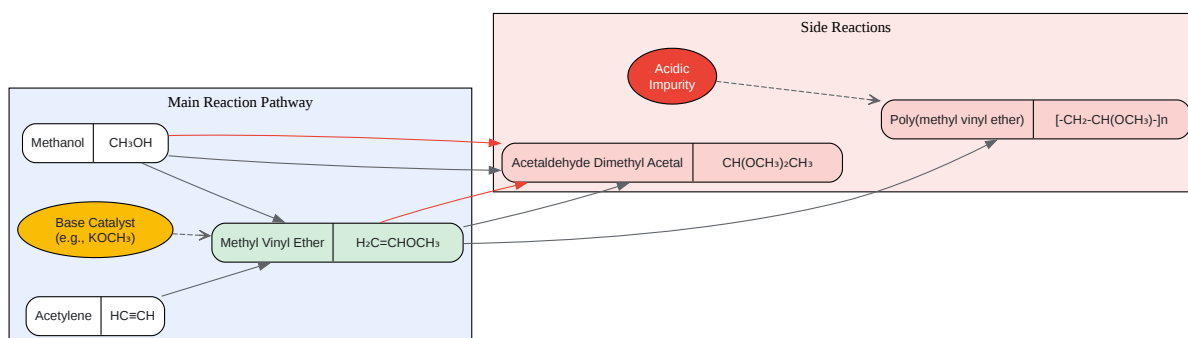 Side Reactions
Acidic
Impurity
Main Reaction Pathway
Poly(methyl vinyl ether) [-CH₂-CH(OCH₃)-]n
Methanol CH₃OH
Acetaldehyde Dimethyl Acetal CH(OCH₃)₂CH₃
Base Catalyst
(e.g., KOCH₃)
Methyl Vinyl Ether H₂C=CHOCH₃
Acetylene HC≡CH